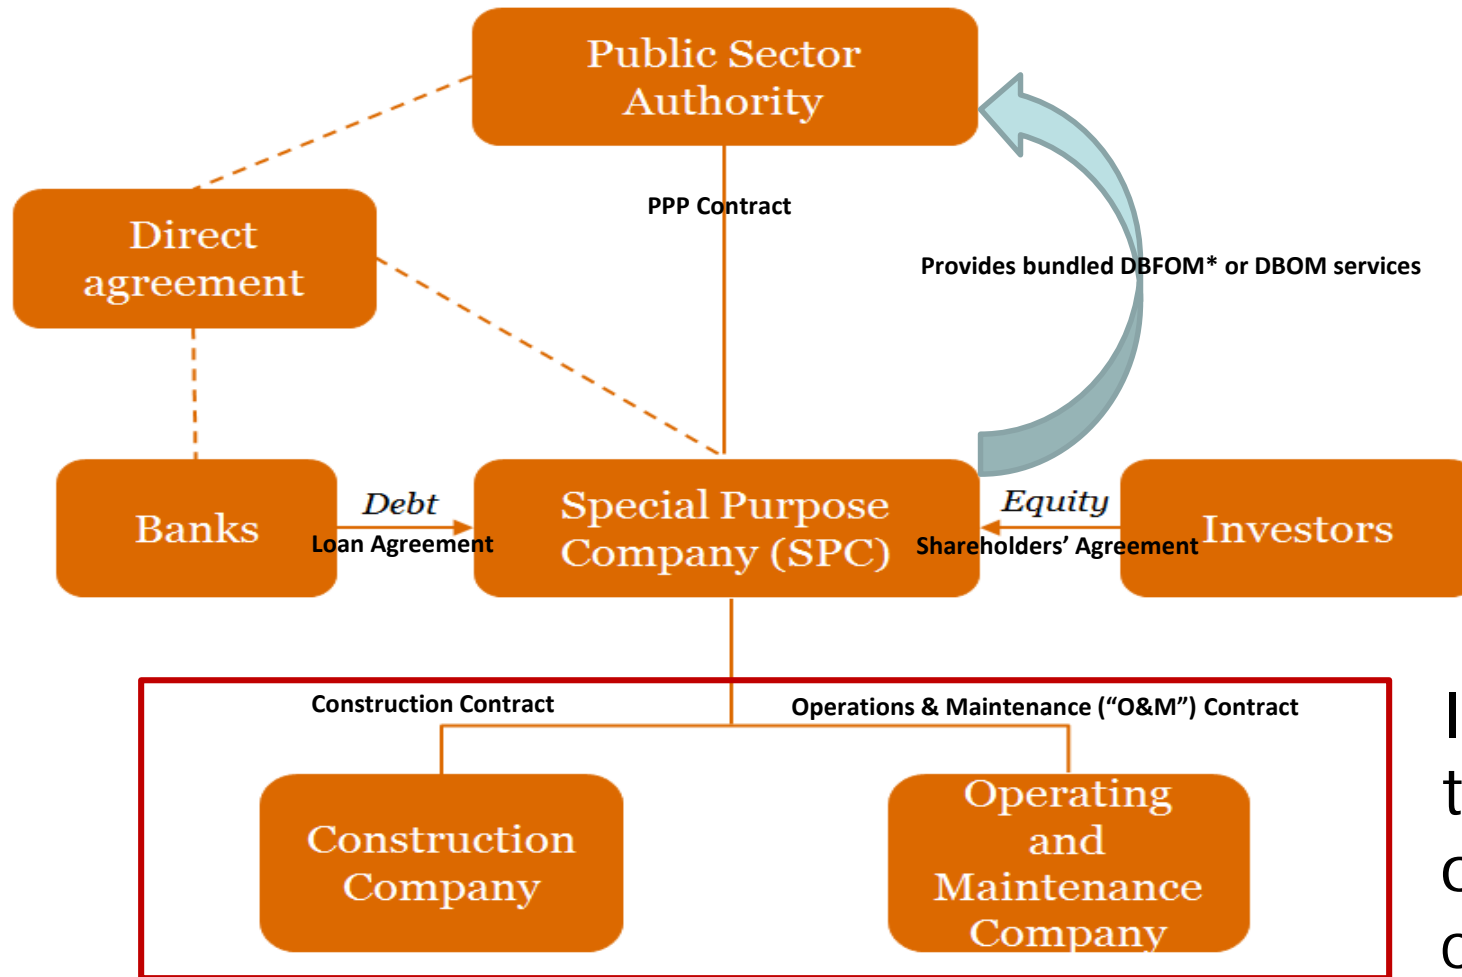 Public Sector
Authority
PPP Contract
Direct
agreement
Provides bundled DBFOM* or DBOM services
Banks
Debt
Loan Agreement
Special Purpose
Company (SPC)
Equity
Shareholders’ Agreement
Investors
Construction Contract
Operations & Maintenance (“O&M”) Contract
Construction
Company
Operating
and
Maintenance
Company